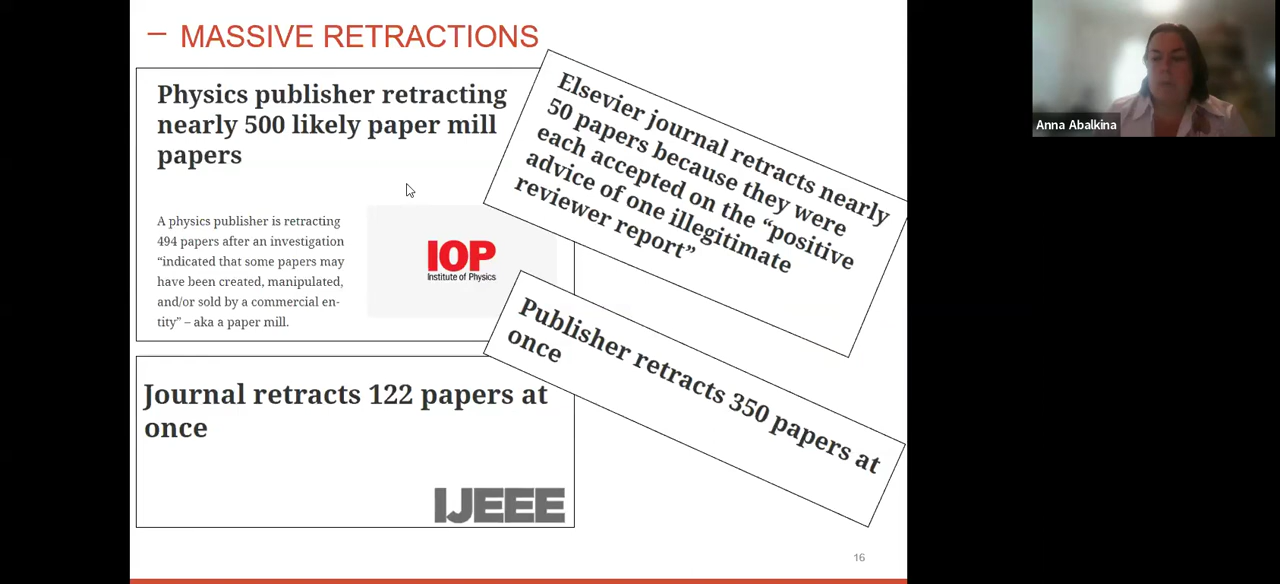 – MASSIVE RETRACTIONS
Physics publisher retracting
nearly 500 likely paper mill
papers
A physics publisher is retracting
494 papers after an investigation
“indicated that some papers may
have been created, manipulated,
and/or sold by a commercial en-
tity” – aka a paper mill.
IOP
Institute of Physics
Elsevier journal retracts nearly
50 papers because they were
each accepted on the “positive
advice of one illegitimate
reviewer report”
Publisher retracts 350 papers at
once
Journal retracts 122 papers at
once
IJEEE
16
Anna Abalkina